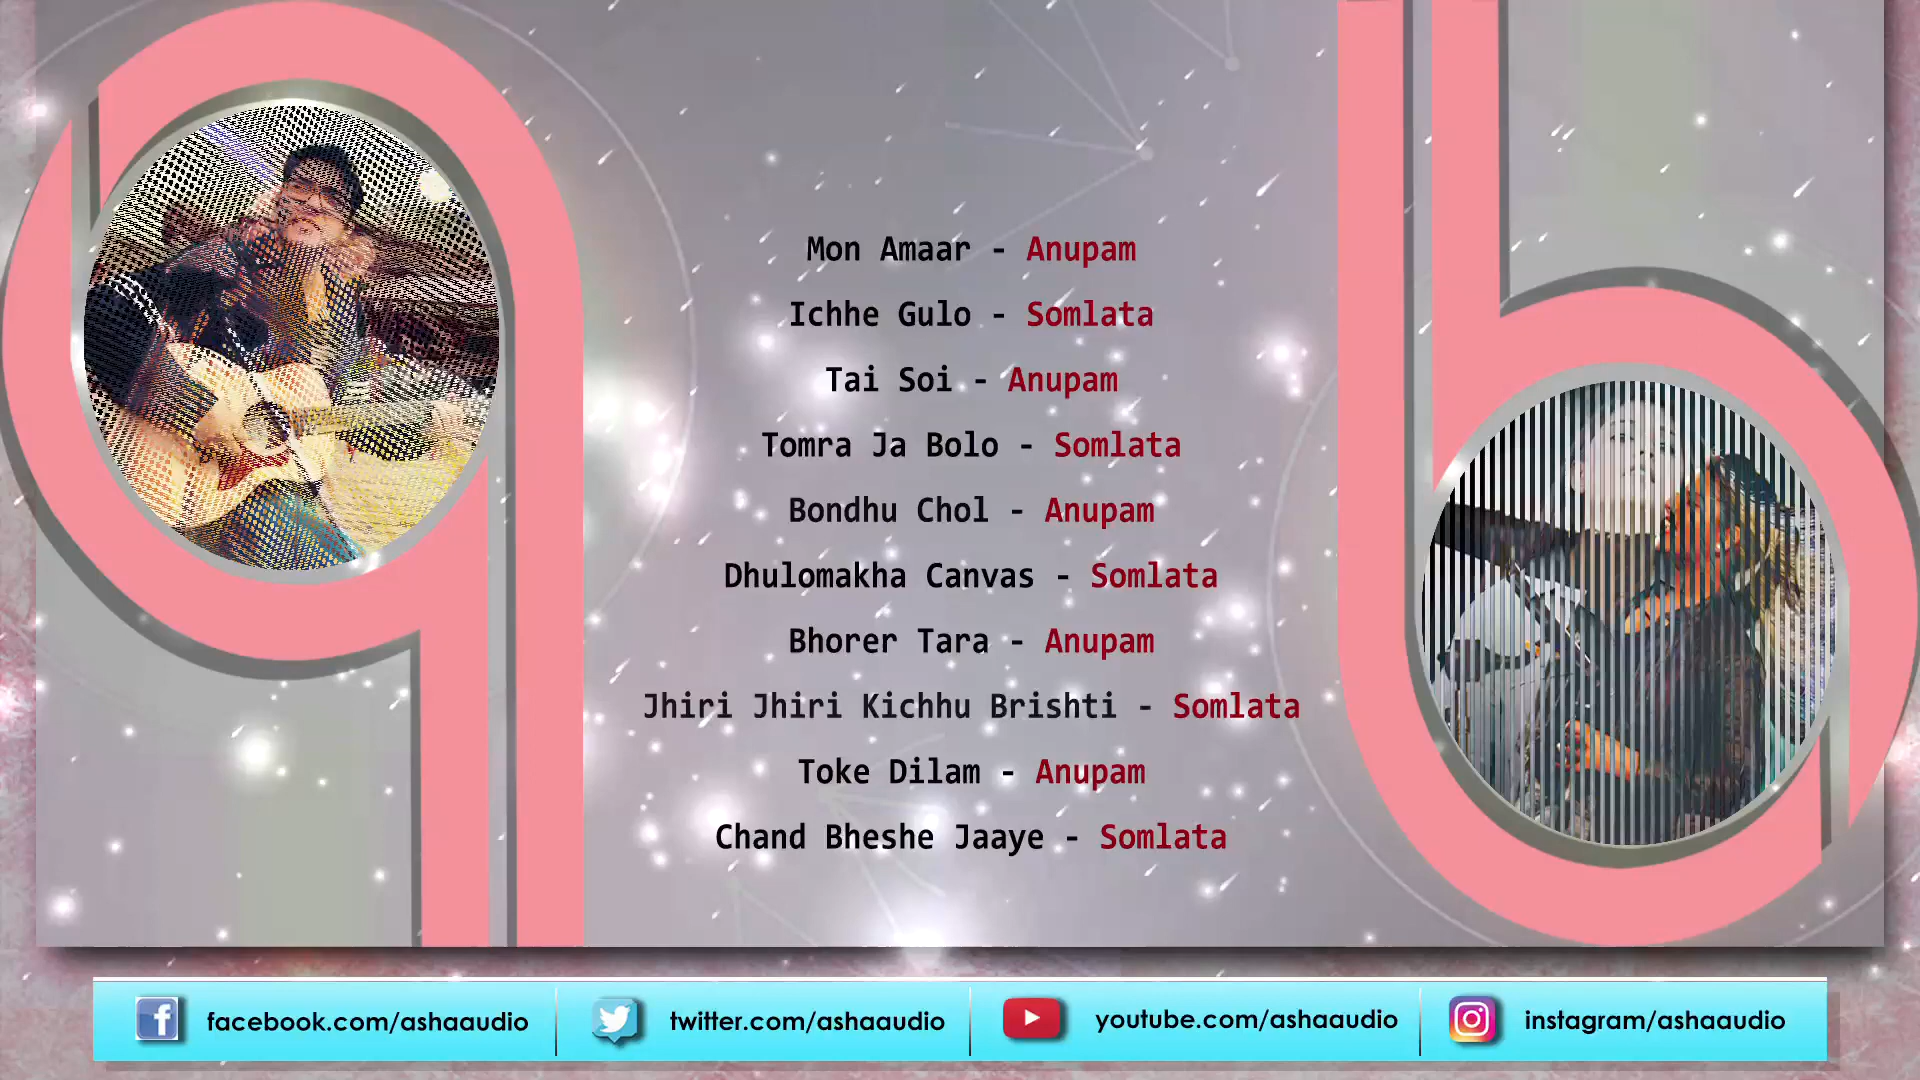 Mon Amaar - Anupam
Ichhe Gulo - Somlata
Tai Soi - Anupam
Tomra Ja Bolo - Somlata
Bondhu Chol - Anupam
Dhulomakha Canvas - Somlata
Bhorer Tara - Anupam
Jhiri Jhiri Kichhu Brishti - Somlata
Toke Dilam - Anupam
Chand Bheshe Jaaye - Somlata
facebook.com/ashaaudio
twitter.com/ashaaudio
youtube.com/ashaaudio
instagram/ashaaudio